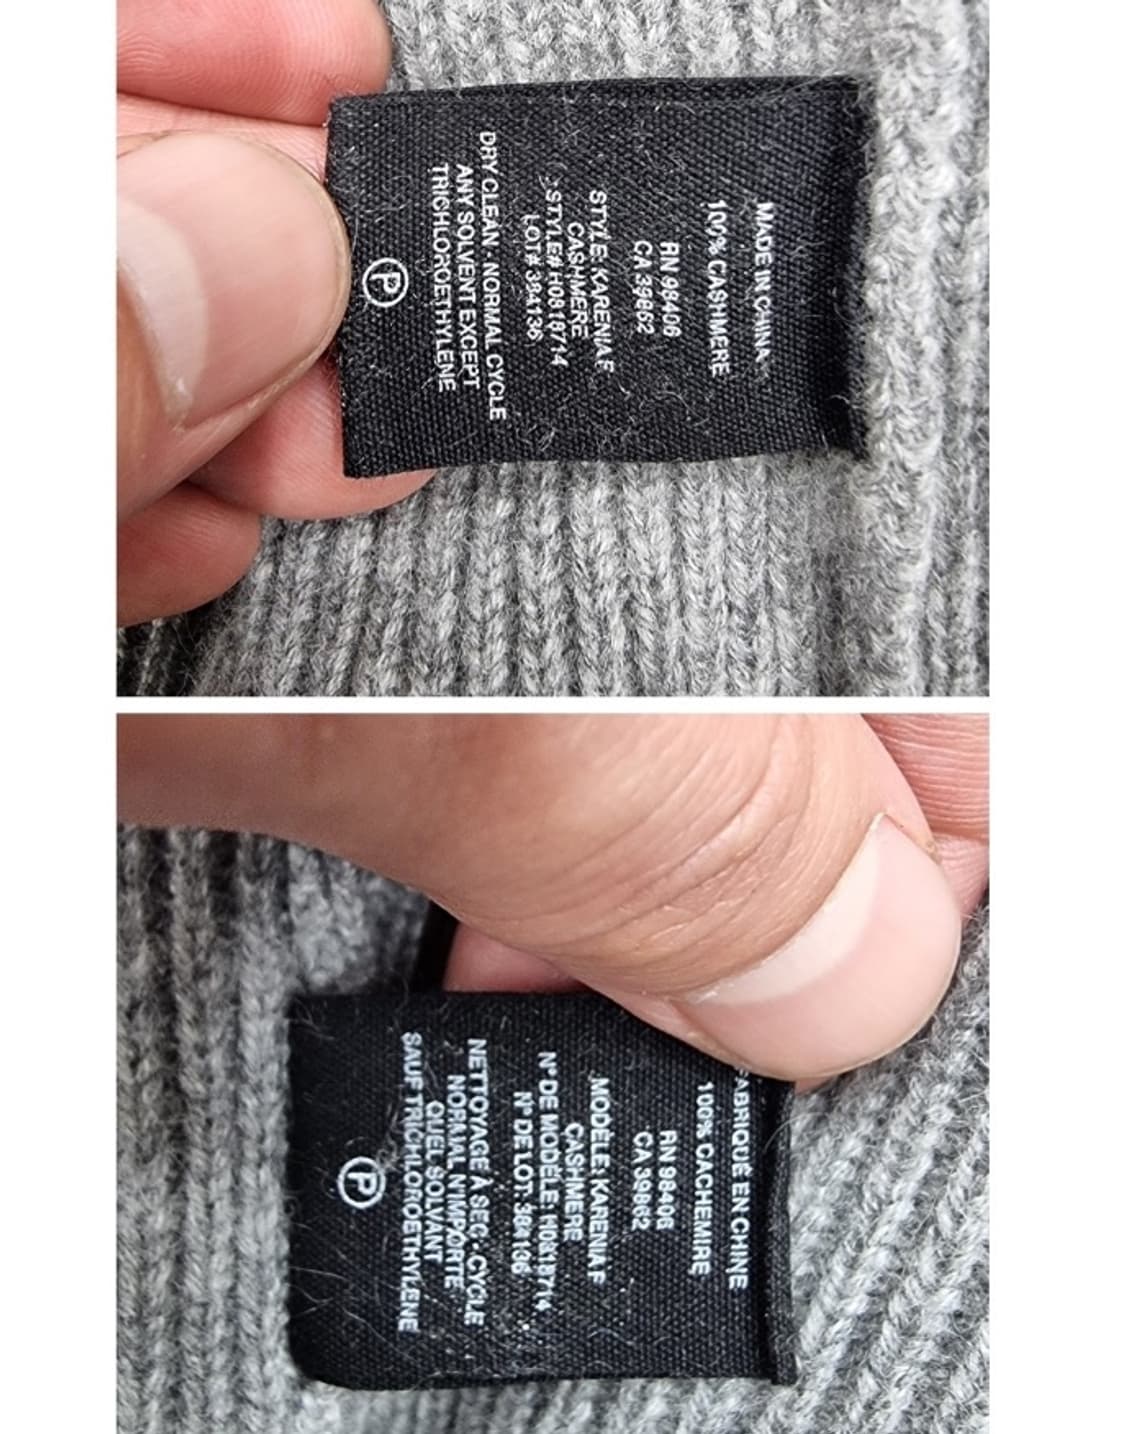 MADE IN CHINA
100% CASHMERE
RN 98406
CA 39862
STYLE: KARENIA F
CASHMERE
STYLE# H0818714
LOT# 384136
DRY CLEAN - NORMAL CYCLE
ANY SOLVENT EXCEPT
TRICHLOROETHYLENE
P
FABRIQUÉ EN CHINE
100% CACHEMIRE
RN 98406
CA 39862
MODÈLE: KARENIA F
CASHMERE
N° DE MODÈLE: H0818714
N° DE LOT: 384136
NETTOYAGE À SEC - CYCLE
NORMAL N'IMPORTE
QUEL SOLVANT
SAUF TRICHLOROETHYLENE
P